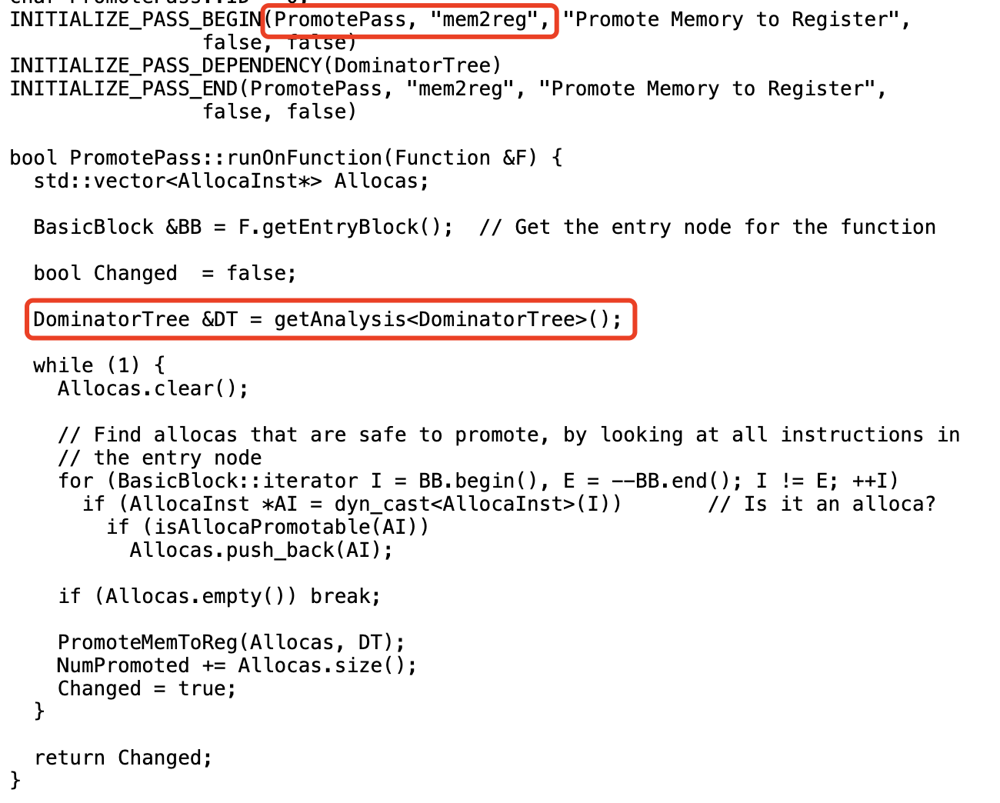 INITIALIZE_PASS_BEGIN(PromotePass, "mem2reg", "Promote Memory to Register",
                false, false)
INITIALIZE_PASS_DEPENDENCY(DominatorTree)
INITIALIZE_PASS_END(PromotePass, "mem2reg", "Promote Memory to Register",
                false, false)

bool PromotePass::runOnFunction(Function &F) {
  std::vector<AllocaInst*> Allocas;

  BasicBlock &BB = F.getEntryBlock();  // Get the entry node for the function

  bool Changed  = false;

  DominatorTree &DT = getAnalysis<DominatorTree>();

  while (1) {
    Allocas.clear();

    // Find allocas that are safe to promote, by looking at all instructions in
    // the entry node
    for (BasicBlock::iterator I = BB.begin(), E = --BB.end(); I != E; ++I)
      if (AllocaInst *AI = dyn_cast<AllocaInst>(I))       // Is it an alloca?
        if (isAllocaPromotable(AI))
          Allocas.push_back(AI);

    if (Allocas.empty()) break;

    PromoteMemToReg(Allocas, DT);
    NumPromoted += Allocas.size();
    Changed = true;
  }

  return Changed;
}